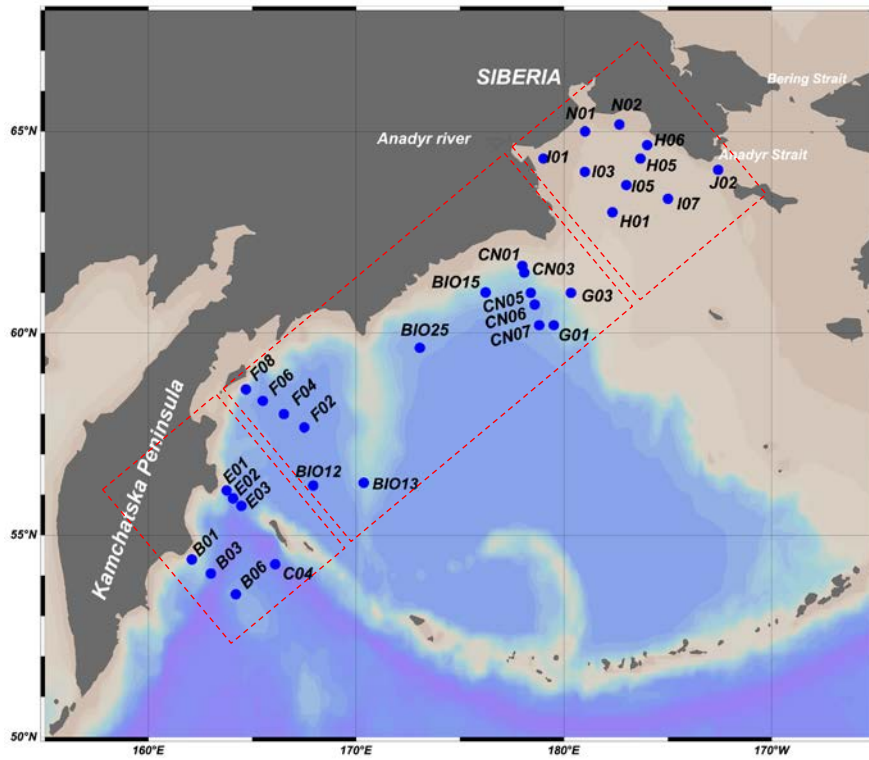 SIBERIA
Bering Strait
N02
N01
65°N
Anadyr river
H06
I01
Anadyr Strait
H05
I03
J02
I05
I07
H01
CN01
CN03
BIO15
G03
CN05
CN06
60°N
BIO25
CN07
G01
F08
F06
F04
F02
Kamchatska Peninsula
E01
E02
E03
BIO12
BIO13
55°N
B01
B03
B06
C04
50°N
160°E
170°E
180°E
170°W